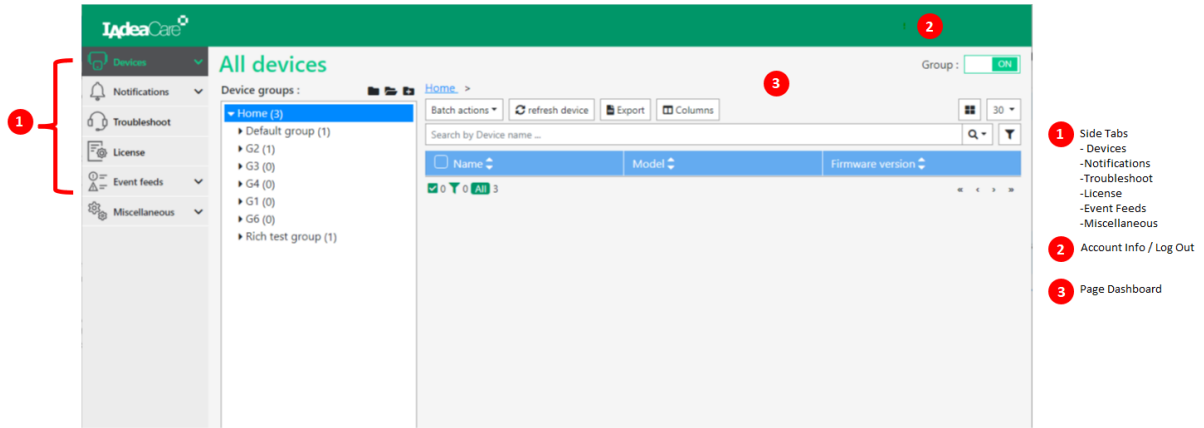 IAdeaCare
2
Devices
All devices
Group :
ON
1
Notifications
Device groups :
Home >
3
Home (3)
Batch actions
refresh device
Export
Columns
30
Troubleshoot
Default group (1)
Search by Device name ...
License
G2 (1)
G3 (0)
Name
Model
Firmware version
Event feeds
G4 (0)
0
0
All
3
« ‹ › »
G1 (0)
Miscellaneous
G6 (0)
Rich test group (1)
1
Side Tabs
- Devices
-Notifications
-Troubleshoot
-License
-Event Feeds
-Miscellaneous
2
Account Info / Log Out
3
Page Dashboard